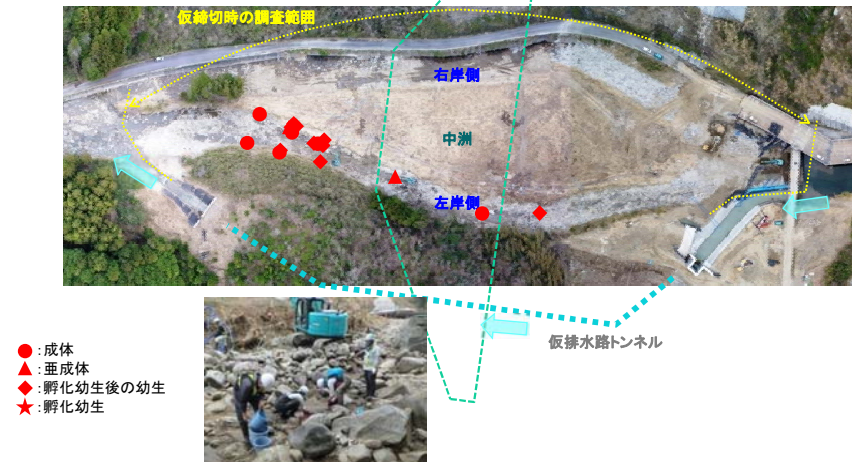 仮締切時の調査範囲
右岸側
中洲
左岸側
仮排水路トンネル
:成体
:亜成体
:孵化幼生後の幼生
:孵化幼生